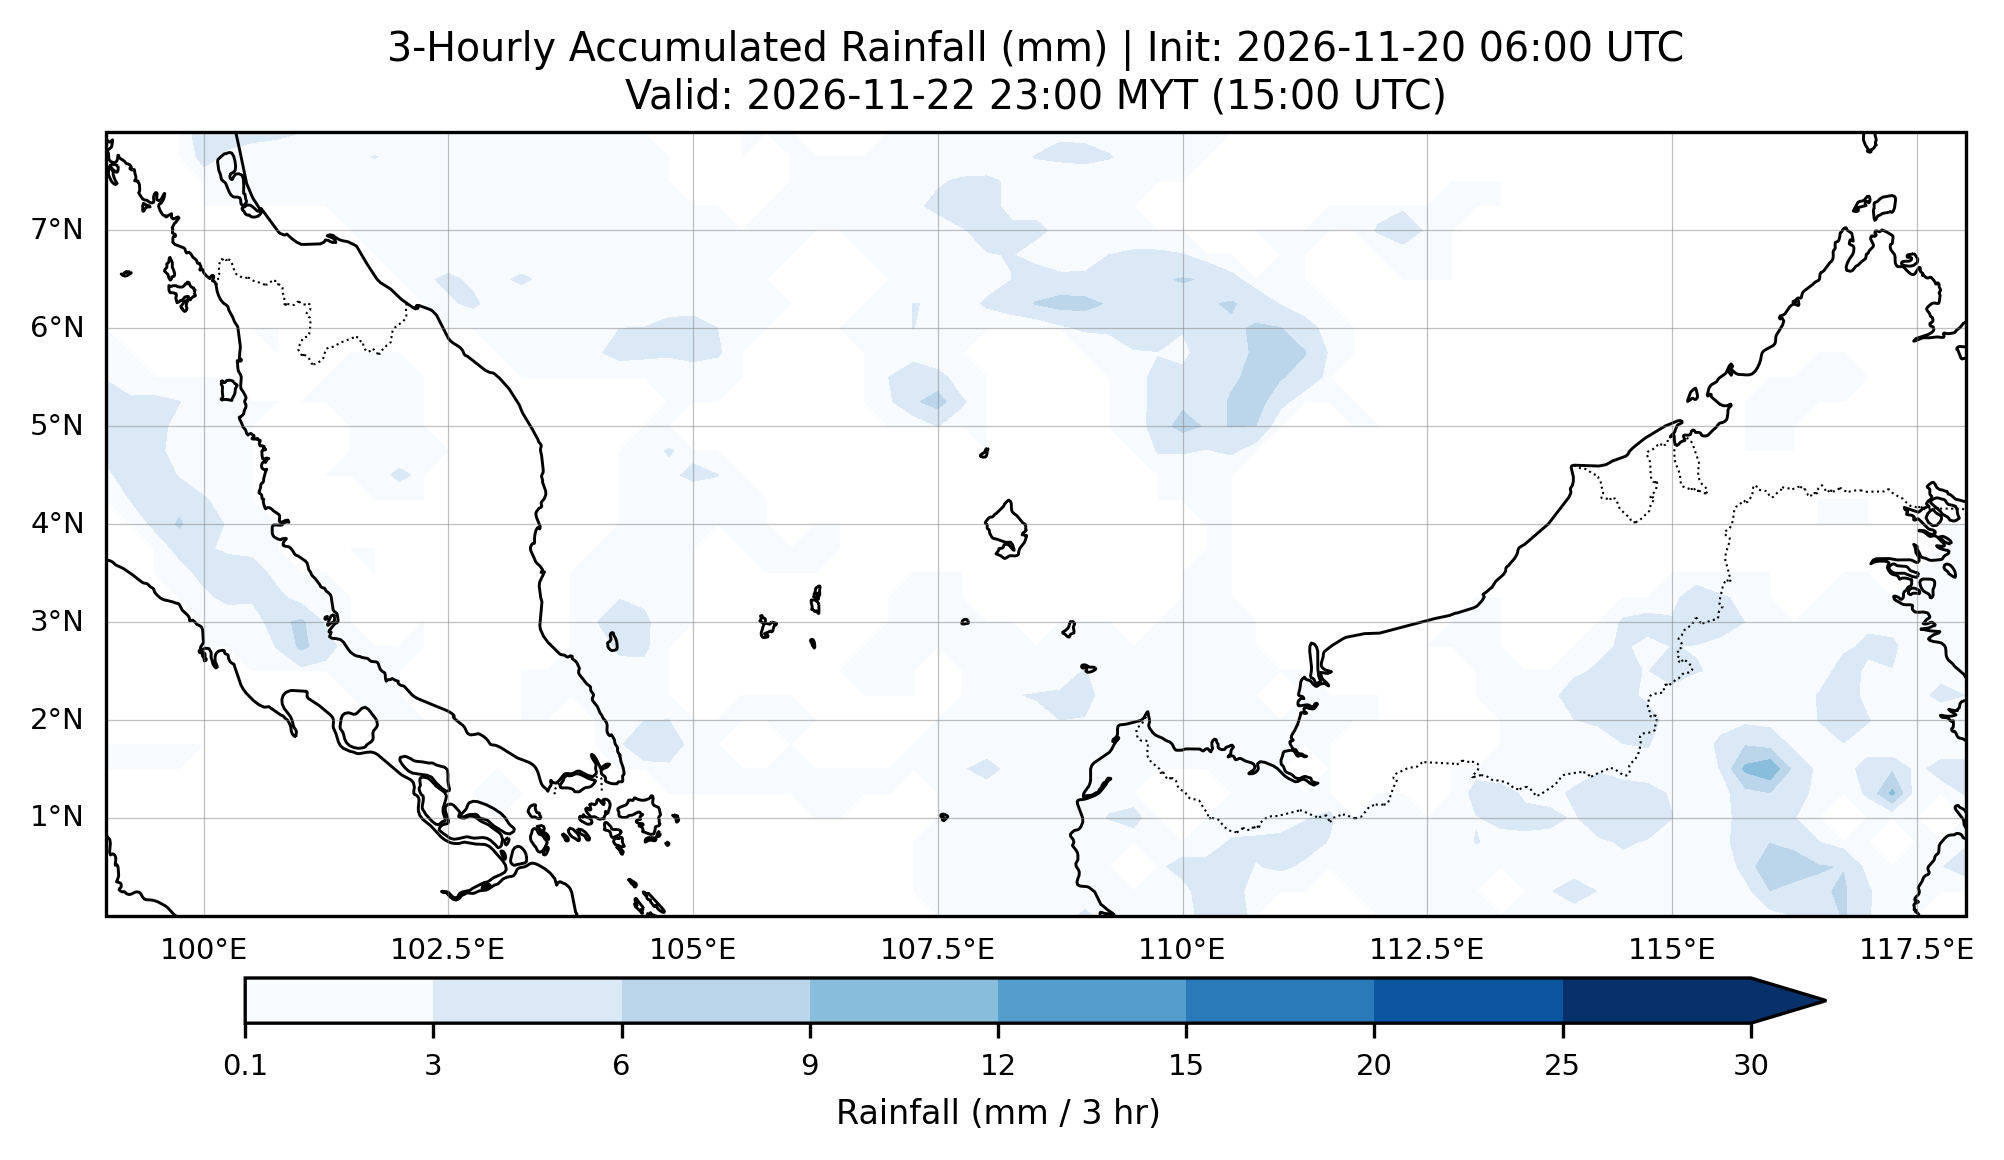 3-Hourly Accumulated Rainfall (mm) | Init: 2026-11-20 06:00 UTC
Valid: 2026-11-22 23:00 MYT (15:00 UTC)
7°N
6°N
5°N
4°N
3°N
2°N
1°N
100°E 102.5°E 105°E 107.5°E 110°E 112.5°E 115°E 117.5°E
0.1 3 6 9 12 15 20 25 30
Rainfall (mm / 3 hr)